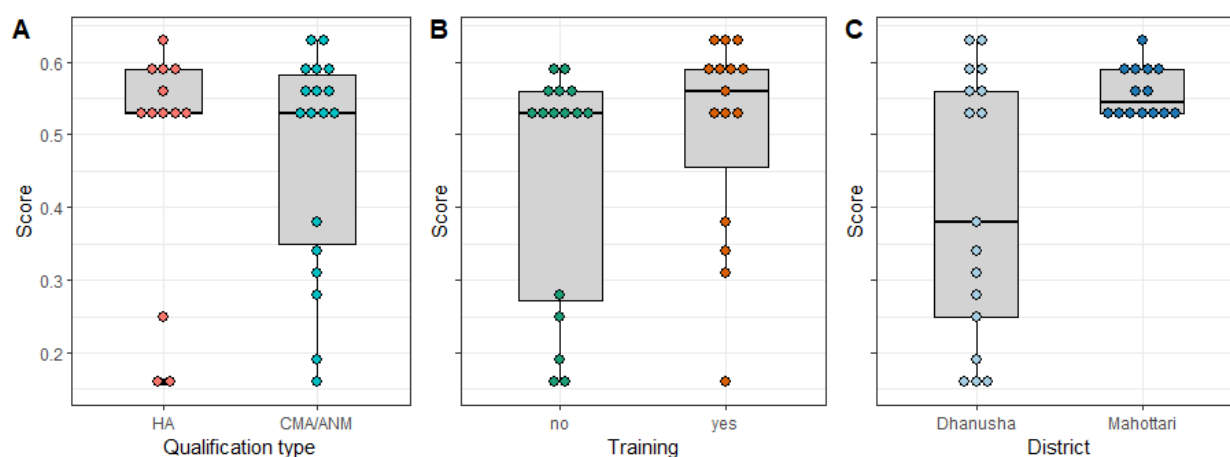 A
Score
0.6
0.5
0.4
0.3
0.2
HA CMA/ANM
Qualification type
B
Score
no yes
Training
C
Score
Dhanusha Mahottari
District